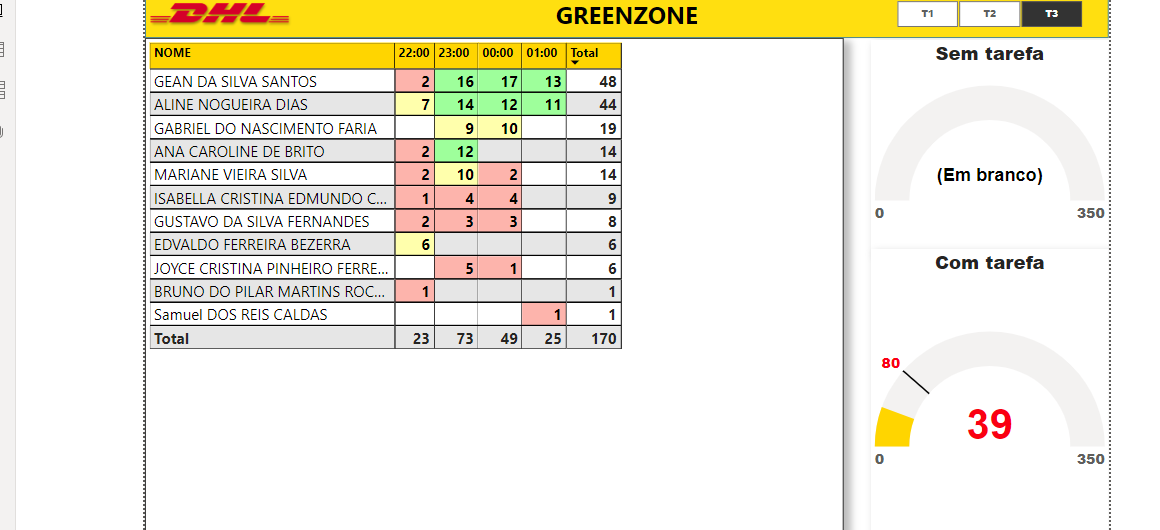 DHL GREENZONE T1 T2 T3
NOME 22:00 23:00 00:00 01:00 Total
GEAN DA SILVA SANTOS 2 16 17 13 48
ALINE NOGUEIRA DIAS 7 14 12 11 44
GABRIEL DO NASCIMENTO FARIA 9 10 19
ANA CAROLINE DE BRITO 2 12 14
MARIANE VIEIRA SILVA 2 10 2 14
ISABELLA CRISTINA EDMUNDO C... 1 4 4 9
GUSTAVO DA SILVA FERNANDES 2 3 3 8
EDVALDO FERREIRA BEZERRA 6 6
JOYCE CRISTINA PINHEIRO FERRE... 5 1 6
BRUNO DO PILAR MARTINS ROC... 1 1
Samuel DOS REIS CALDAS 1 1
Total 23 73 49 25 170
Sem tarefa
(Em branco)
0 350
Com tarefa
80
39
0 350